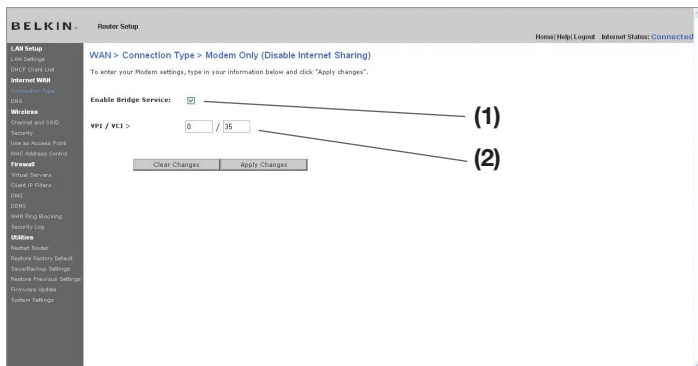 BELKIN®
Router Setup
Home| Help| Logout Internet Status: Connected
LAN Setup
LAN Settings
DHCP Client List
Internet WAN
Connection Type
DNS
Wireless
Channel and SSID
Security
Use as Access Point
MAC Address Control
Firewall
Virtual Servers
Client IP Filters
DMZ
DDNS
WAN Ping Blocking
Security Log
Utilities
Restart Router
Restore Factory Default
Save/Backup Settings
Restore Previous Settings
Firmware Update
System Settings
WAN > Connection Type > Modem Only (Disable Internet Sharing)
To enter your Modem settings, type in your information below and click "Apply changes".
Enable Bridge Service:
(1)
VPI / VCI > 0 / 35
(2)
Clear Changes Apply Changes